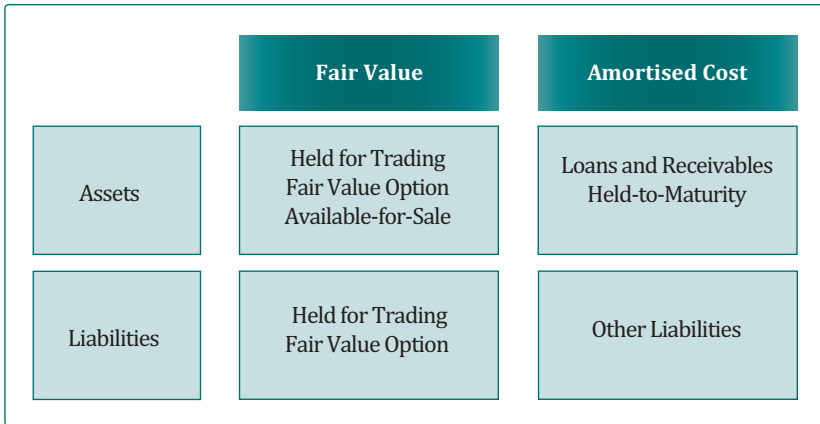 Fair Value
Amortised Cost
Assets
Held for Trading
Fair Value Option
Available-for-Sale
Loans and Receivables
Held-to-Maturity
Liabilities
Held for Trading
Fair Value Option
Other Liabilities